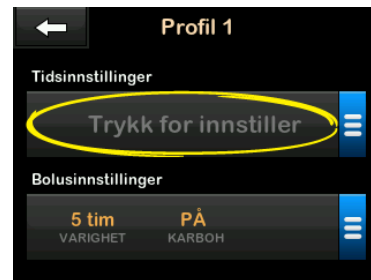 Profil 1
Tidsinnstillinger
Trykk for innstiller
Bolusinnstillinger
5 tim PÅ
VARIGHET KARBOH